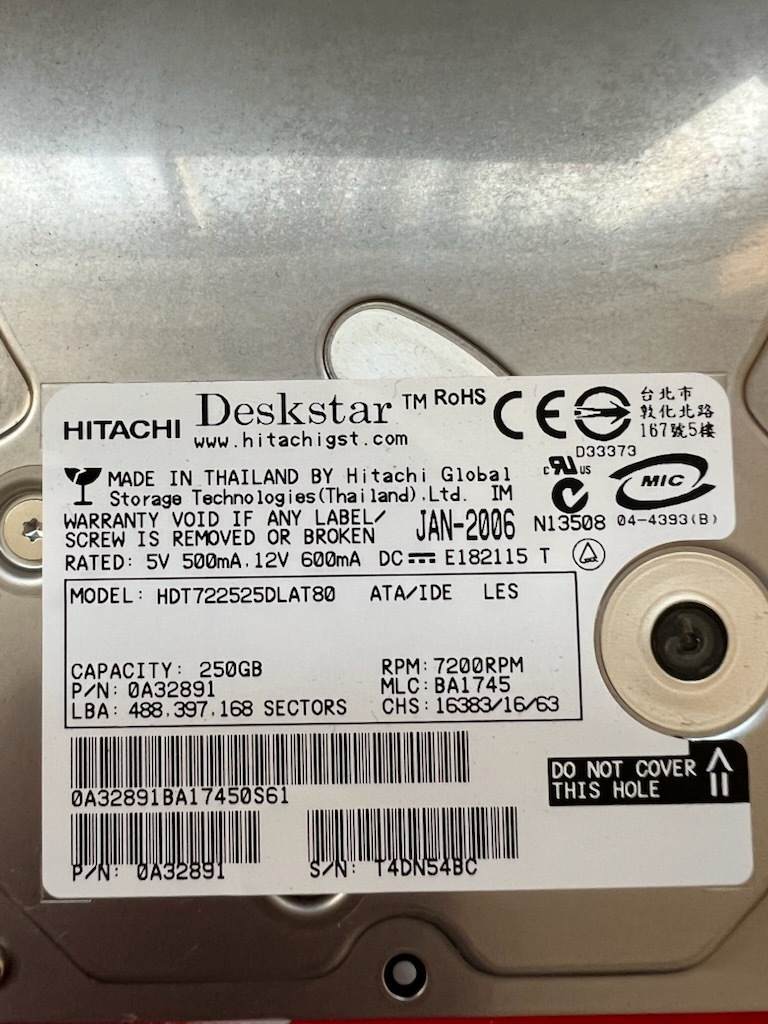 HITACHI Deskstar ™ RoHS CE
www.hitachigst.com
台北市
敦化北路
167號5樓
D33373
MADE IN THAILAND BY Hitachi Global
Storage Technologies(Thailand).Ltd. IM
c UR US
MIC
WARRANTY VOID IF ANY LABEL/
SCREW IS REMOVED OR BROKEN
JAN-2006 N13508 04-4393(B)
RATED: 5V 500mA.12V 600mA DC E182115 T
MODEL: HDT722525DLAT80 ATA/IDE LES
CAPACITY: 250GB RPM: 7200RPM
P/N: 0A32891 MLC: BA1745
LBA: 488.397.168 SECTORS CHS: 16383/16/63
DO NOT COVER
THIS HOLE
0A32891BA17450S61
P/N: 0A32891 S/N: T4DN54BC